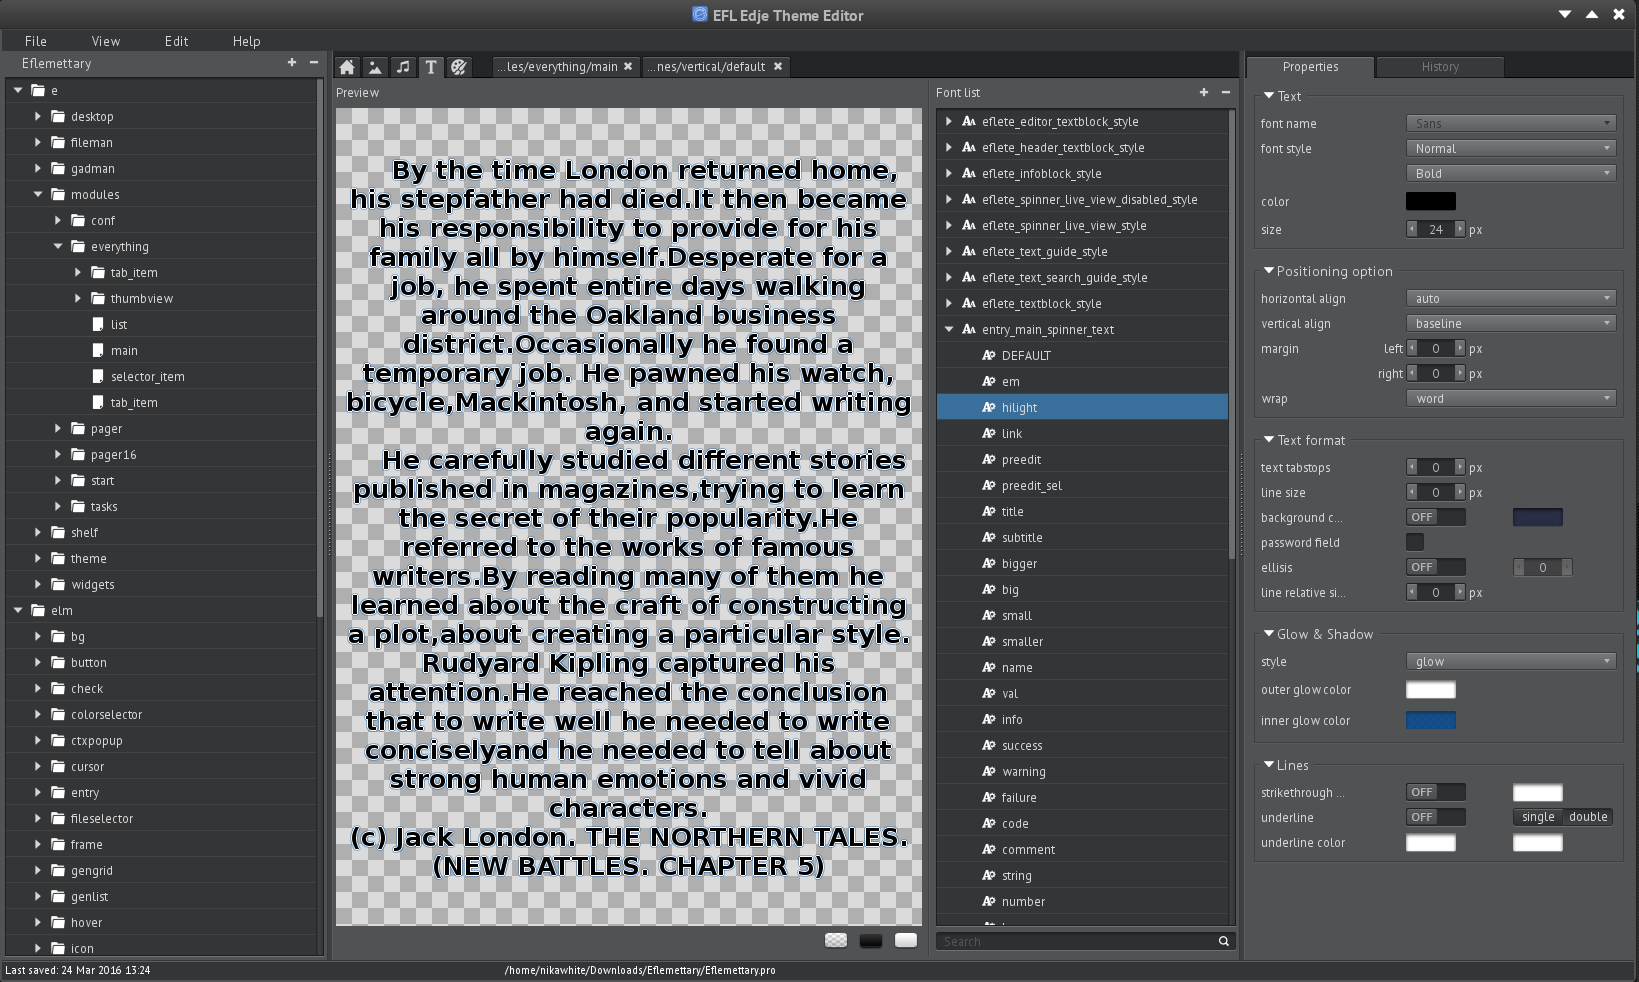 EFL Edje Theme Editor
File View Edit Help
Eflemettary + −
e
desktop
fileman
gadman
modules
conf
everything
tab_item
thumbview
list
main
selector_item
tab_item
pager
pager16
start
tasks
shelf
theme
widgets
elm
bg
button
check
colorselector
ctxpopup
cursor
entry
fileselector
frame
gengrid
genlist
hover
icon
...les/everything/main ...nes/vertical/default
Preview
By the time London returned home,
his stepfather had died.It then became
his responsibility to provide for his
family all by himself.Desperate for a
job, he spent entire days walking
around the Oakland business
district.Occasionally he found a
temporary job. He pawned his watch,
bicycle,Mackintosh, and started writing
again.
He carefully studied different stories
published in magazines,trying to learn
the secret of their popularity.He
referred to the works of famous
writers.By reading many of them he
learned about the craft of constructing
a plot,about creating a particular style.
Rudyard Kipling captured his
attention.He reached the conclusion
that to write well he needed to write
conciselyand he needed to tell about
strong human emotions and vivid
characters.
(c) Jack London. THE NORTHERN TALES.
(NEW BATTLES. CHAPTER 5)
Font list + −
eflete_editor_textblock_style
eflete_header_textblock_style
eflete_infoblock_style
eflete_spinner_live_view_disabled_style
eflete_spinner_live_view_style
eflete_text_guide_style
eflete_text_search_guide_style
eflete_textblock_style
entry_main_spinner_text
DEFAULT
em
hilight
link
preedit
preedit_sel
title
subtitle
bigger
big
small
smaller
name
val
info
success
warning
failure
code
comment
string
number
Search
Properties History
Text
font name Sans
font style Normal
Bold
color
size 24 px
Positioning option
horizontal align auto
vertical align baseline
margin left 0 px
right 0 px
wrap word
Text format
text tabstops 0 px
line size 0 px
background c... OFF
password field
ellisis OFF 0
line relative si... 0 px
Glow & Shadow
style glow
outer glow color
inner glow color
Lines
strikethrough ... OFF
underline OFF single double
underline color
Last saved: 24 Mar 2016 13:24 /home/nikawhite/Downloads/Eflemettary/Eflemettary.pro